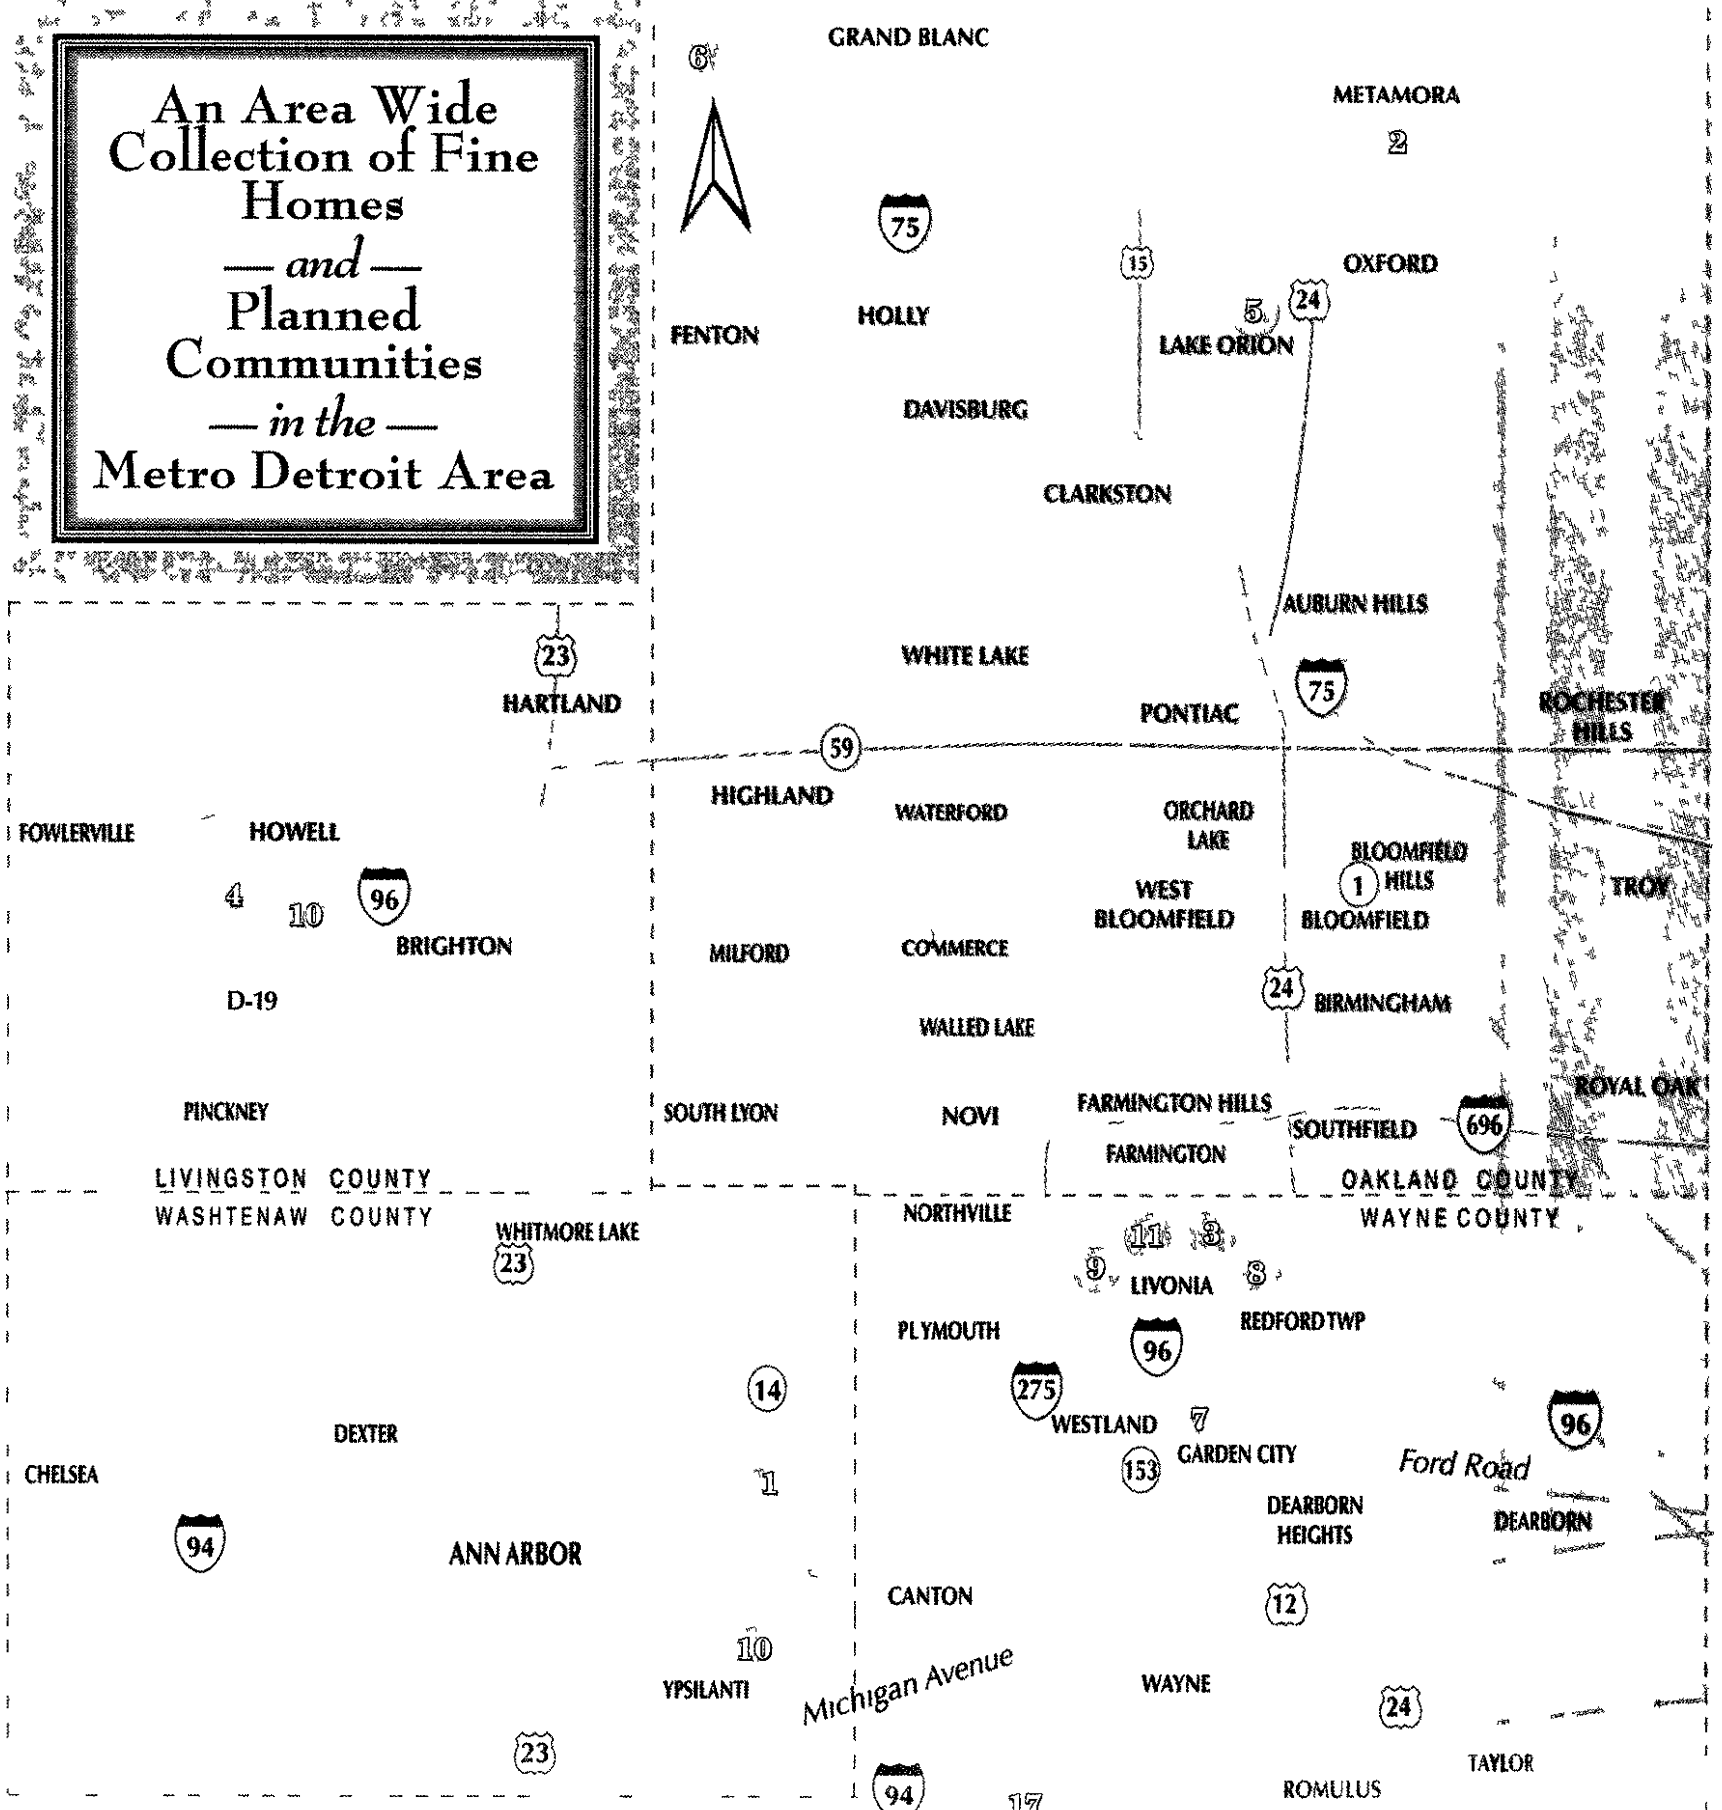 An Area Wide
Collection of Fine
Homes
— and —
Planned
Communities
— in the —
Metro Detroit Area
GRAND BLANC
6
METAMORA
2
75
15
OXFORD
24
5
HOLLY
FENTON
LAKE ORION
DAVISBURG
CLARKSTON
AUBURN HILLS
23
WHITE LAKE
75
HARTLAND
PONTIAC
ROCHESTER
HILLS
59
HIGHLAND
WATERFORD
ORCHARD
LAKE
FOWLERVILLE
HOWELL
BLOOMFIELD
HILLS
1
4
10
96
WEST
BLOOMFIELD
BLOOMFIELD
TROY
BRIGHTON
MILFORD
COMMERCE
D-19
24
BIRMINGHAM
WALLED LAKE
ROYAL OAK
PINCKNEY
SOUTH LYON
NOVI
FARMINGTON HILLS
SOUTHFIELD
696
FARMINGTON
LIVINGSTON COUNTY
OAKLAND COUNTY
WASHTENAW COUNTY
WAYNE COUNTY
WHITMORE LAKE
23
NORTHVILLE
11
3
9
8
LIVONIA
PLYMOUTH
REDFORD TWP
96
275
14
WESTLAND
7
96
DEXTER
GARDEN CITY
Ford Road
CHELSEA
1
153
DEARBORN
HEIGHTS
DEARBORN
94
ANN ARBOR
CANTON
12
10
YPSILANTI
Michigan Avenue
WAYNE
24
23
94
17
TAYLOR
ROMULUS